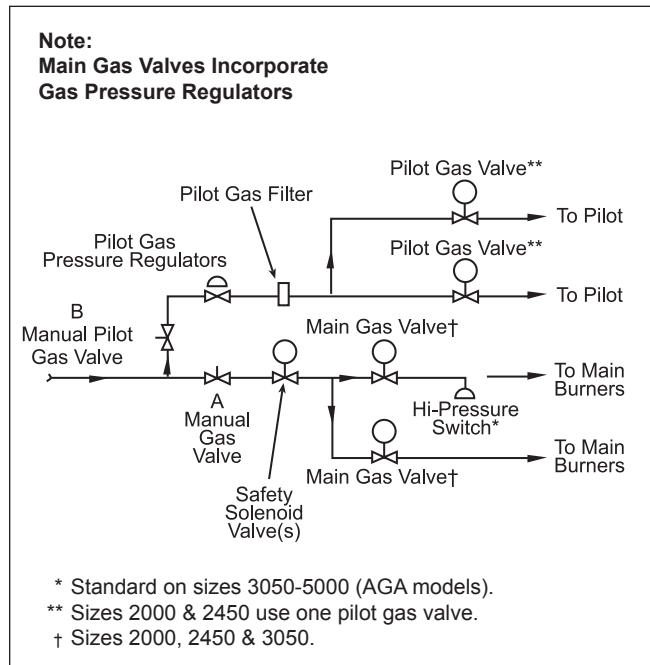 Note:
Main Gas Valves Incorporate
Gas Pressure Regulators
Pilot Gas Valve**
Pilot Gas Filter
To Pilot
Pilot Gas
Pressure Regulators
Pilot Gas Valve**
To Pilot
B
Manual Pilot
Gas Valve
Main Gas Valve†
To Main
Burners
A
Manual
Gas
Valve
Hi-Pressure
Switch*
To Main
Burners
Main Gas Valve†
Safety
Solenoid
Valve(s)
* Standard on sizes 3050-5000 (AGA models).
** Sizes 2000 & 2450 use one pilot gas valve.
† Sizes 2000, 2450 & 3050.